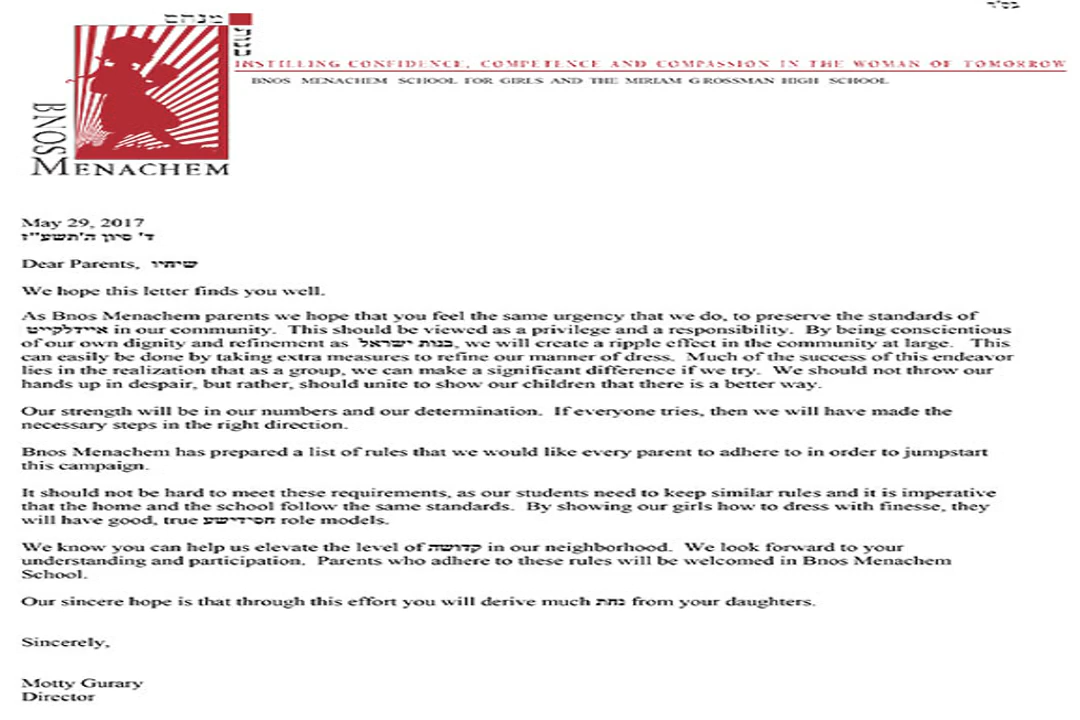 בס"ד
מנחם
בנות
BNOS
MENACHEM
INSTILLING CONFIDENCE, COMPETENCE AND COMPASSION IN THE WOMAN OF TOMORROW
BNOS MENACHEM SCHOOL FOR GIRLS AND THE MIRIAM GROSSMAN HIGH SCHOOL
May 29, 2017
ד' סיון ה'תשע"ז
Dear Parents, שיחיו
We hope this letter finds you well.
As Bnos Menachem parents we hope that you feel the same urgency that we do, to preserve the standards of
איידלקייט in our community. This should be viewed as a privilege and a responsibility. By being conscientious
of our own dignity and refinement as בנות ישראל, we will create a ripple effect in the community at large. This
can easily be done by taking extra measures to refine our manner of dress. Much of the success of this endeavor
lies in the realization that as a group, we can make a significant difference if we try. We should not throw our
hands up in despair, but rather, should unite to show our children that there is a better way.
Our strength will be in our numbers and our determination. If everyone tries, then we will have made the
necessary steps in the right direction.
Bnos Menachem has prepared a list of rules that we would like every parent to adhere to in order to jumpstart
this campaign.
It should not be hard to meet these requirements, as our students need to keep similar rules and it is imperative
that the home and the school follow the same standards. By showing our girls how to dress with finesse, they
will have good, true חסידישע role models.
We know you can help us elevate the level of קדושה in our neighborhood. We look forward to your
understanding and participation. Parents who adhere to these rules will be welcomed in Bnos Menachem
School.
Our sincere hope is that through this effort you will derive much נחת from your daughters.
Sincerely,
Motty Gurary
Director